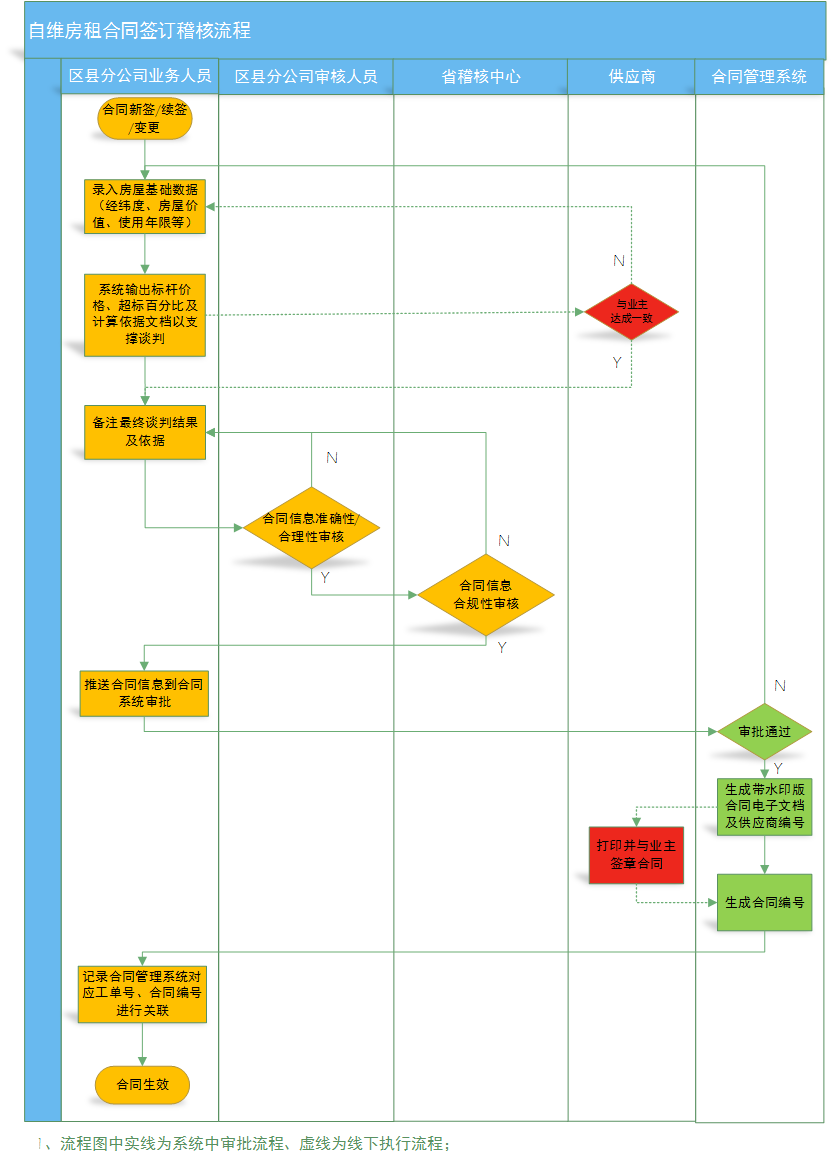 自维房租合同签订稽核流程
区县分公司业务人员
区县分公司审核人员
省稽核中心
供应商
合同管理系统
合同新签/续签
/变更
录入房屋基础数据
（经纬度、房屋价
值、使用年限等）
N
系统输出标杆价
格、超标百分比及
计算依据文档以支
撑谈判
与业主
达成一致
Y
备注最终谈判结果
及依据
N
合同信息准确性/
合理性审核
N
Y
合同信息
合规性审核
Y
推送合同信息到合同
系统审批
N
审批通过
Y
生成带水印版
合同电子文档
及供应商编号
打印并与业主
签章合同
生成合同编号
记录合同管理系统对
应工单号、合同编号
进行关联
合同生效
1、流程图中实线为系统中审批流程、虚线为线下执行流程；